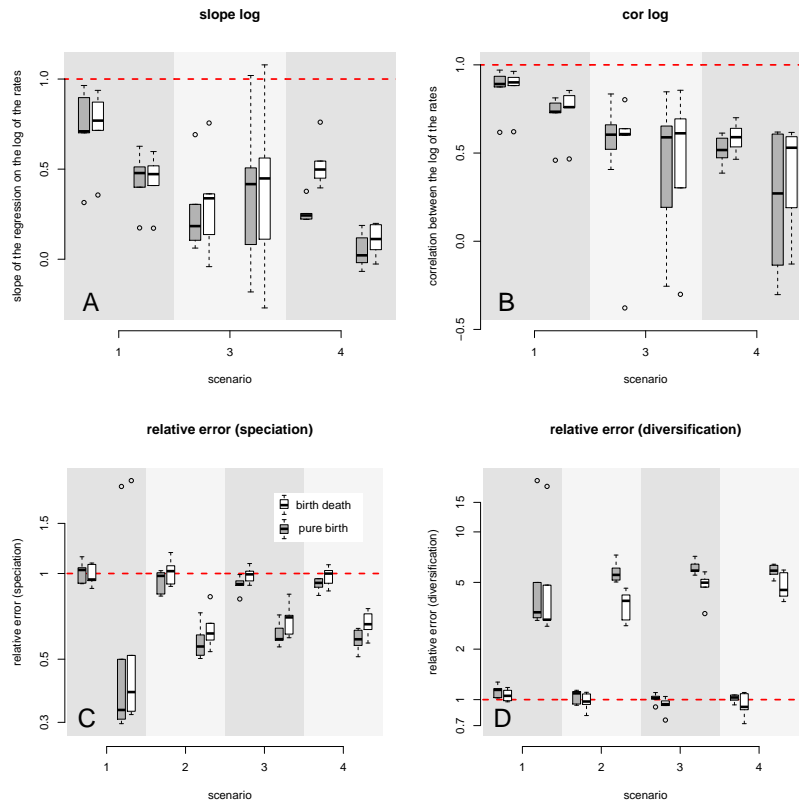 slope log
slope of the regression on the log of the rates
1.0
0.5
0.0
A
1
3
4
scenario
cor log
correlation between the log of the rates
1.0
0.5
0.0
−0.5
B
1
3
4
scenario
relative error (speciation)
relative error (speciation)
1.5
1
0.5
0.3
birth death
pure birth
C
1
2
3
4
scenario
relative error (diversification)
relative error (diversification)
15
10
5
2
1
0.7
D
1
2
3
4
scenario